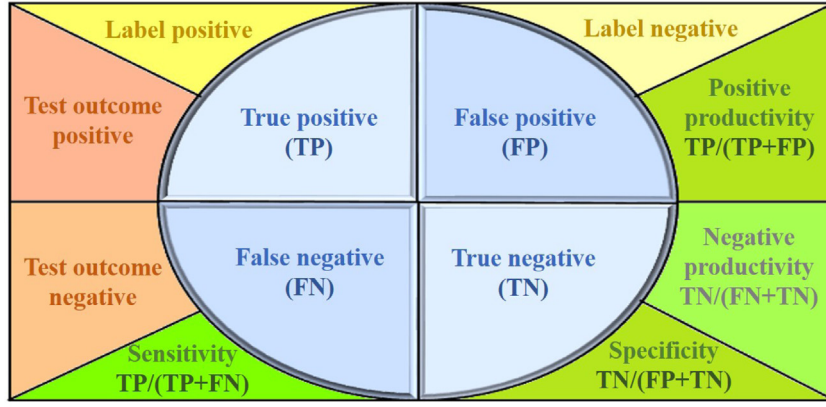 Label positive
Label negative
Test outcome
positive
True positive
(TP)
False positive
(FP)
Positive
productivity
TP/(TP+FP)
Test outcome
negative
False negative
(FN)
True negative
(TN)
Negative
productivity
TN/(FN+TN)
Sensitivity
TP/(TP+FN)
Specificity
TN/(FP+TN)